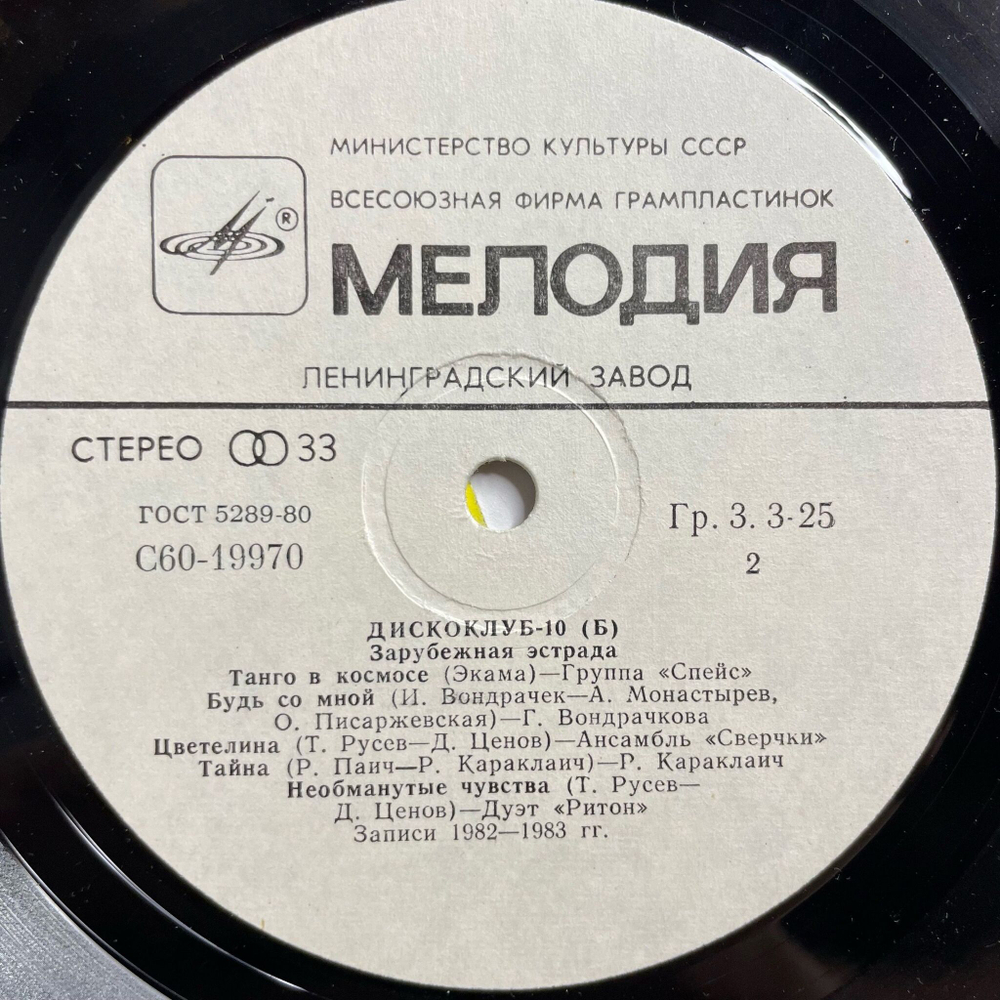 МИНИСТЕРСТВО КУЛЬТУРЫ СССР
ВСЕСОЮЗНАЯ ФИРМА ГРАМПЛАСТИНОК
®
МЕЛОДИЯ
ЛЕНИНГРАДСКИЙ ЗАВОД
СТЕРЕО 33
ГОСТ 5289-80
Гр. 3. 3-25
С60-19970
2
ДИСКОКЛУБ-10 (Б)
Зарубежная эстрада
Танго в космосе (Экама)—Группа «Спейс»
Будь со мной (И. Вондрачек—А. Монастырев,
О. Писаржевская)—Г. Вондрачкова
Цветелина (Т. Русев—Д. Ценов)—Ансамбль «Сверчки»
Тайна (Р. Паич—Р. Караклаич)—Р. Караклаич
Необманутые чувства (Т. Русев—
Д. Ценов)—Дуэт «Ритон»
Записи 1982—1983 гг.